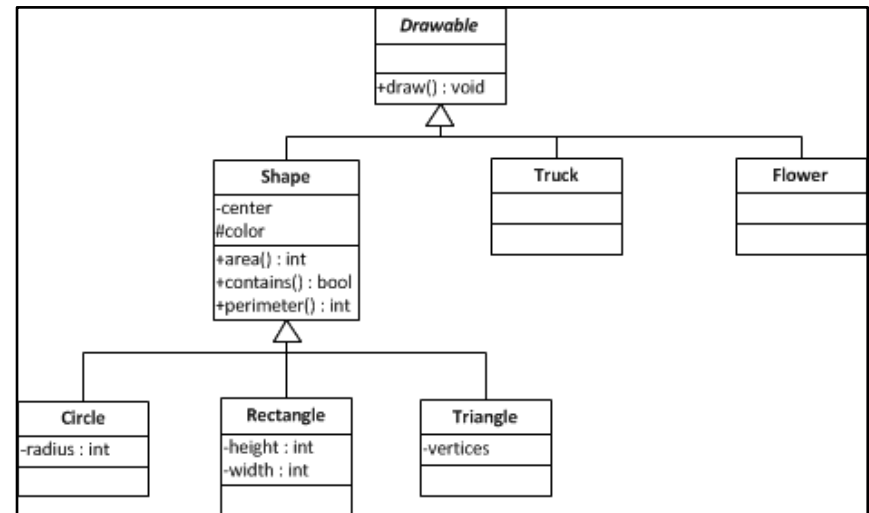 Drawable
+draw() : void
Shape
-center
#color
+area() : int
+contains() : bool
+perimeter() : int
Truck
Flower
Circle
-radius : int
Rectangle
-height : int
-width : int
Triangle
-vertices